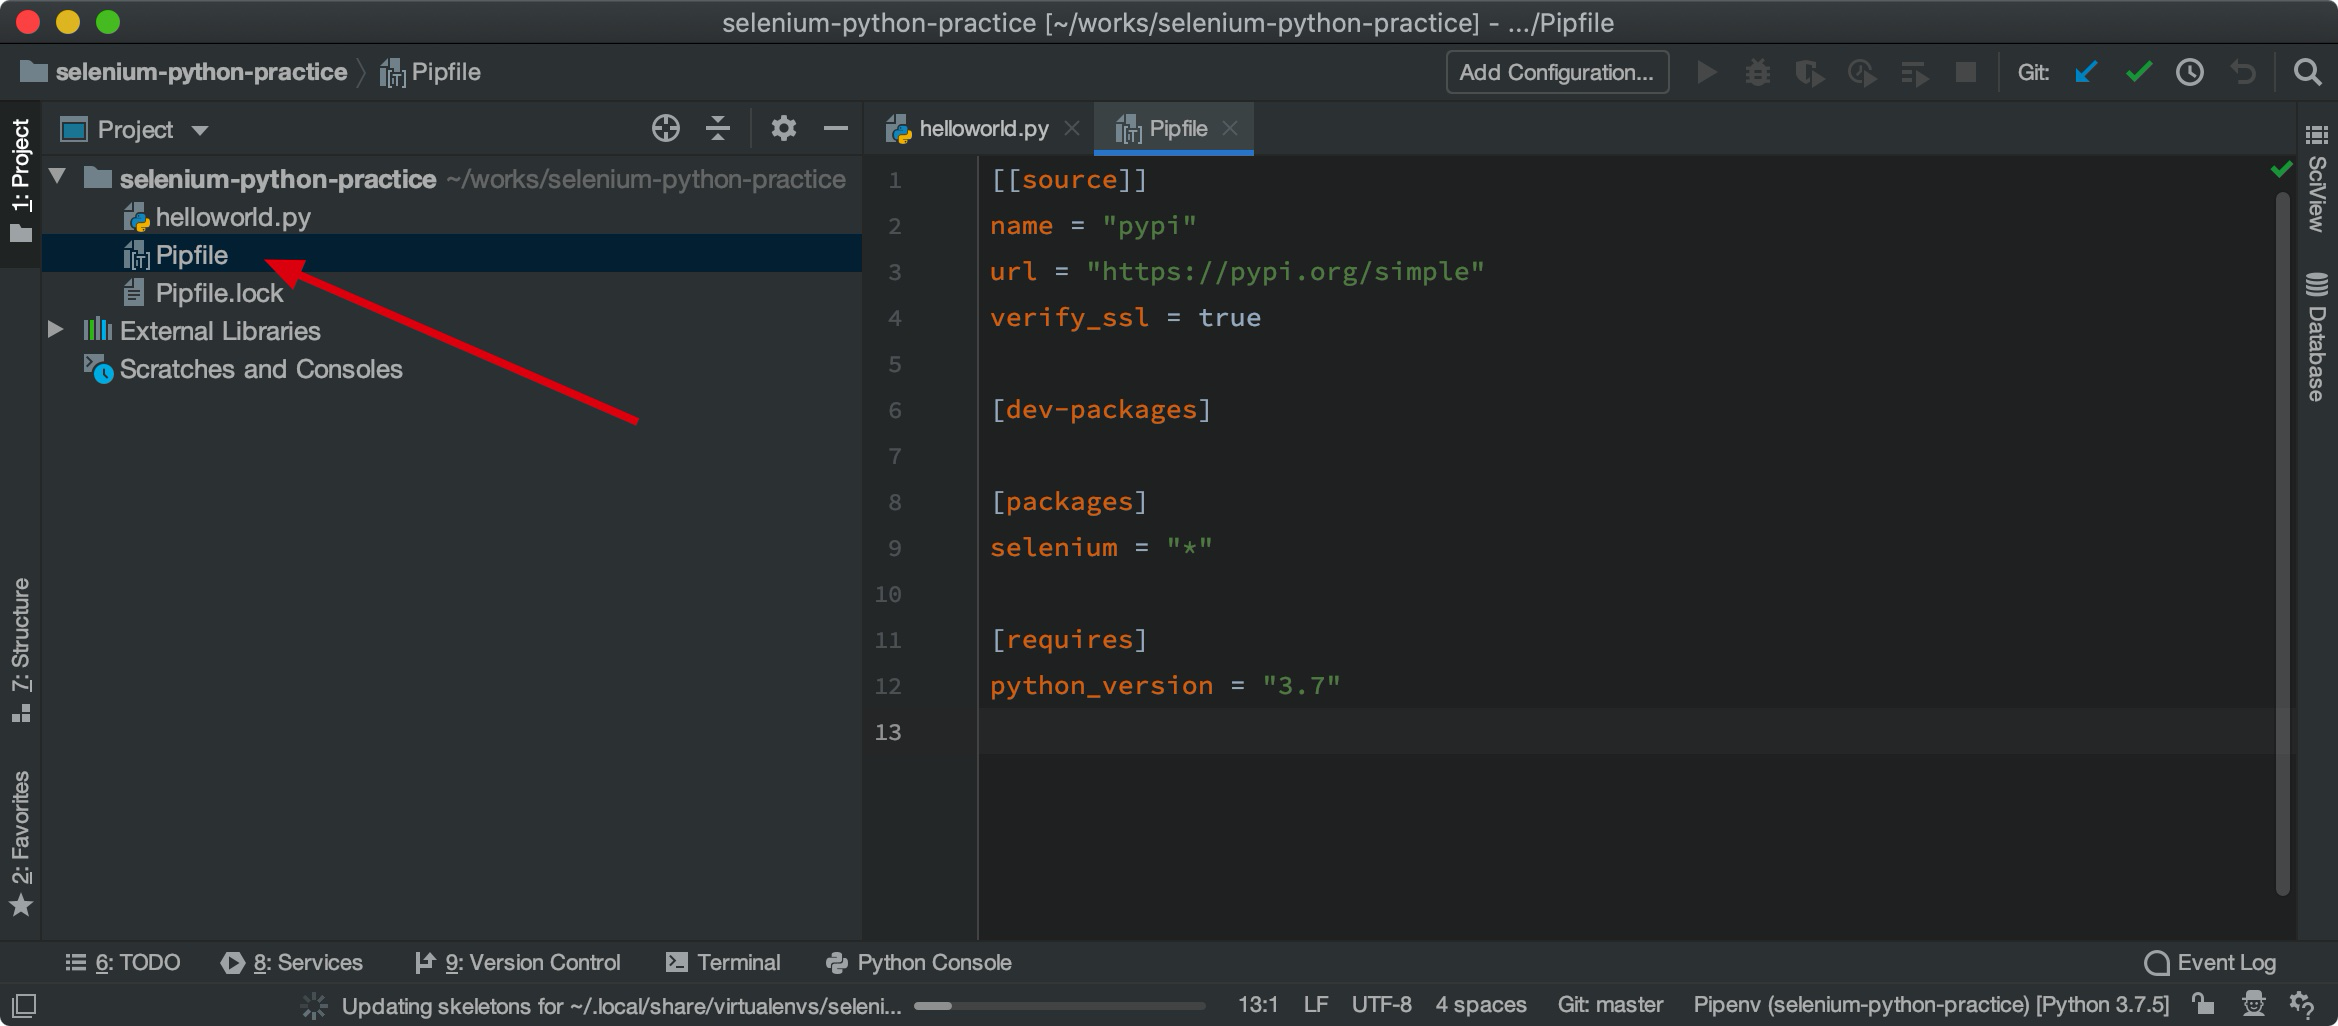 selenium-python-practice [~/works/selenium-python-practice] - .../Pipfile
selenium-python-practice Pipfile
Add Configuration... Git:
1: Project
Project
selenium-python-practice ~/works/selenium-python-practice
helloworld.py
Pipfile
Pipfile.lock
External Libraries
Scratches and Consoles
7: Structure
2: Favorites
helloworld.py Pipfile
1 [[source]]
2 name = "pypi"
3 url = "https://pypi.org/simple"
4 verify_ssl = true
5
6 [dev-packages]
7
8 [packages]
9 selenium = "*"
10
11 [requires]
12 python_version = "3.7"
13
SciView
Database
6: TODO 8: Services 9: Version Control Terminal Python Console Event Log
Updating skeletons for ~/.local/share/virtualenvs/seleni... 13:1 LF UTF-8 4 spaces Git: master Pipenv (selenium-python-practice) [Python 3.7.5]